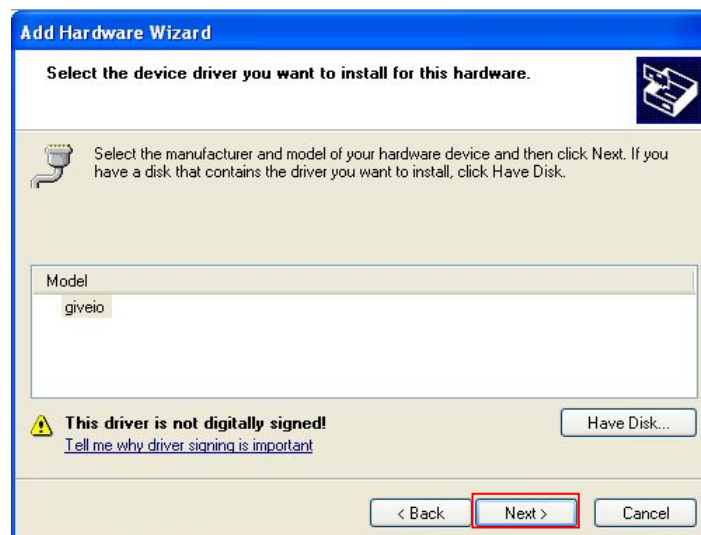 Add Hardware Wizard
Select the device driver you want to install for this hardware.
Select the manufacturer and model of your hardware device and then click Next. If you
have a disk that contains the driver you want to install, click Have Disk.
Model
giveio
This driver is not digitally signed!
Tell me why driver signing is important
Have Disk...
< Back
Next >
Cancel